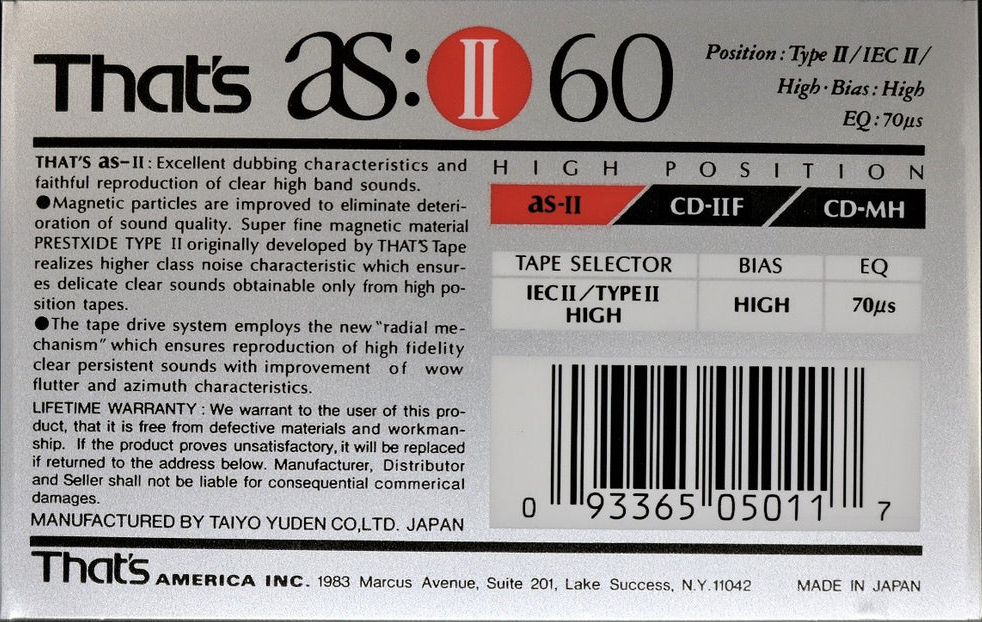 That's as:II 60
Position : Type II / IEC II /
High·Bias : High
EQ : 70μs
THAT'S as-II : Excellent dubbing characteristics and
faithful reproduction of clear high band sounds.
●Magnetic particles are improved to eliminate deteri-
oration of sound quality. Super fine magnetic material
PRESTXIDE TYPE II originally developed by THAT'S Tape
realizes higher class noise characteristic which ensur-
es delicate clear sounds obtainable only from high po-
sition tapes.
●The tape drive system employs the new "radial me-
chanism" which ensures reproduction of high fidelity
clear persistent sounds with improvement of wow
flutter and azimuth characteristics.
LIFETIME WARRANTY : We warrant to the user of this pro-
duct, that it is free from defective materials and workman-
ship. If the product proves unsatisfactory, it will be replaced
if returned to the address below. Manufacturer, Distributor
and Seller shall not be liable for consequential commerical
damages.
MANUFACTURED BY TAIYO YUDEN CO,LTD. JAPAN
HIGH POSITION
as-II CD-IIF CD-MH
TAPE SELECTOR BIAS EQ
IEC II / TYPE II
HIGH
HIGH
70μs
0 93365 05011 7
That's AMERICA INC. 1983 Marcus Avenue, Suite 201, Lake Success, N.Y. 11042 MADE IN JAPAN